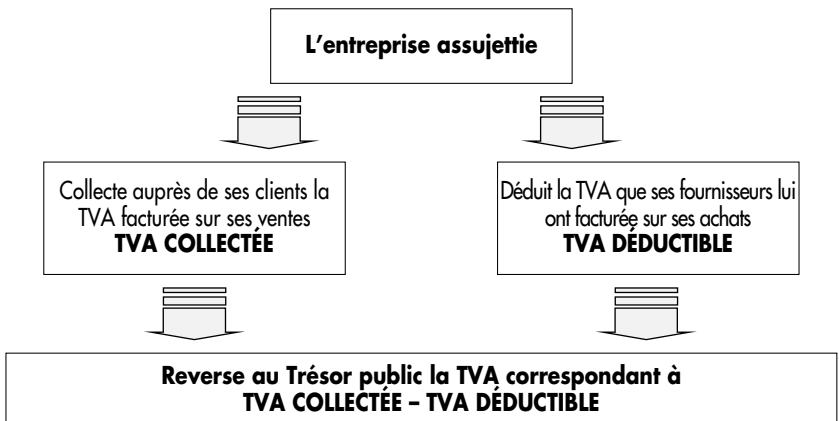 L'entreprise assujettie
Collecte auprès de ses clients la
TVA facturée sur ses ventes
TVA COLLECTÉE
Déduit la TVA que ses fournisseurs lui
ont facturée sur ses achats
TVA DÉDUCTIBLE
Reverse au Trésor public la TVA correspondant à
TVA COLLECTÉE – TVA DÉDUCTIBLE